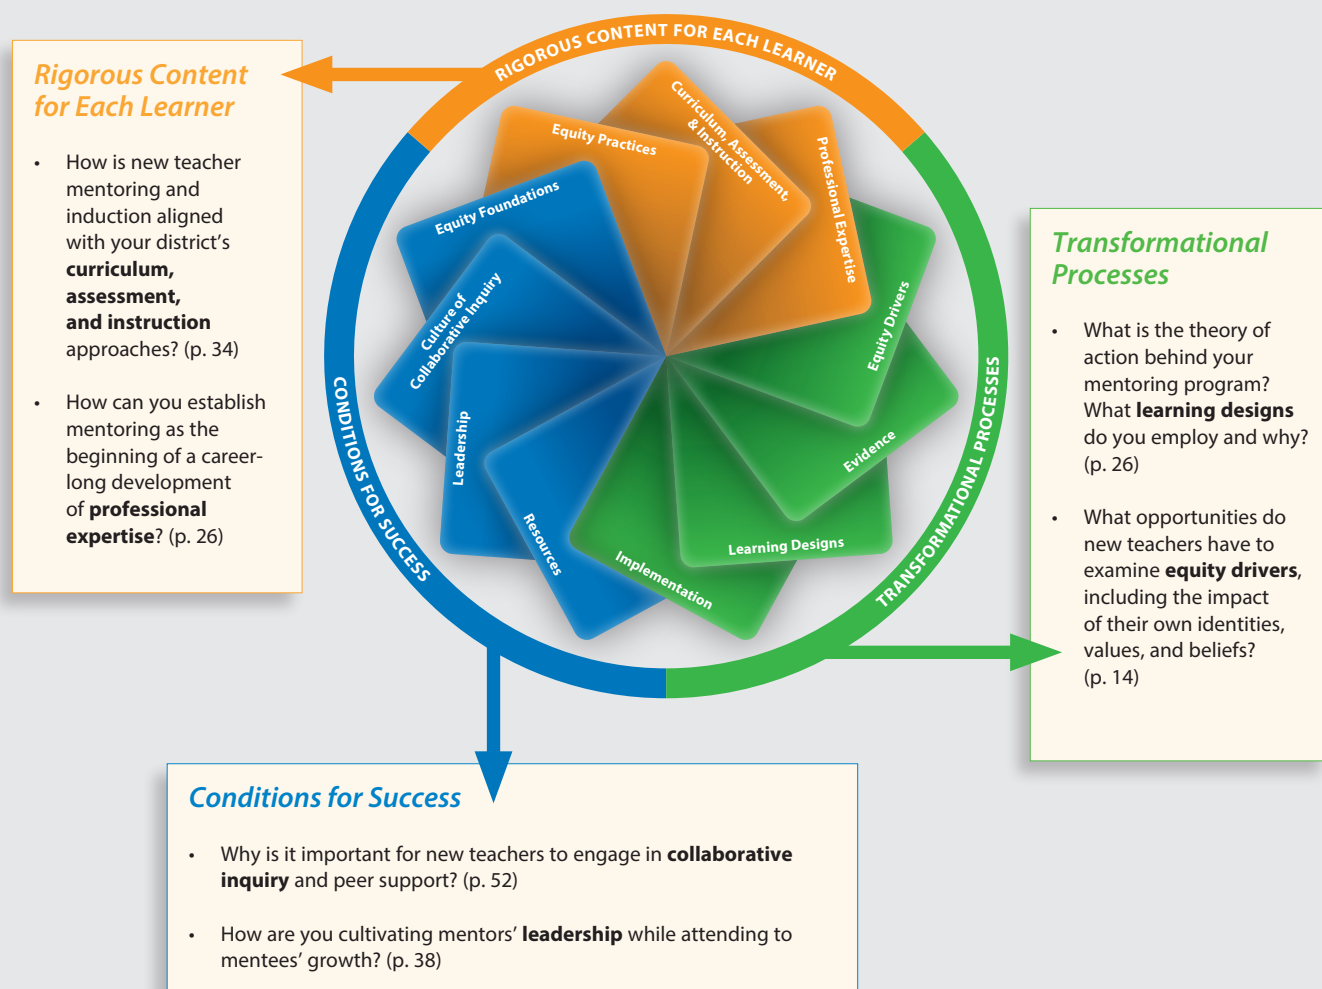 RIGOROUS CONTENT FOR EACH LEARNER
Rigorous Content
for Each Learner
• How is new teacher
mentoring and
induction aligned
with your district’s
curriculum,
assessment,
and instruction
approaches? (p. 34)
• How can you establish
mentoring as the
beginning of a career-
long development
of professional
expertise? (p. 26)
Equity Practices
Curriculum, Assessment,
& Instruction
Professional Expertise
Equity Foundations
Culture of
Collaborative Inquiry
Leadership
Resources
Equity Drivers
Evidence
Learning Designs
Implementation
CONDITIONS FOR SUCCESS
TRANSFORMATIONAL PROCESSES
Transformational
Processes
• What is the theory of
action behind your
mentoring program?
What learning designs
do you employ and why?
(p. 26)
• What opportunities do
new teachers have to
examine equity drivers,
including the impact
of their own identities,
values, and beliefs?
(p. 14)
Conditions for Success
• Why is it important for new teachers to engage in collaborative
inquiry and peer support? (p. 52)
• How are you cultivating mentors’ leadership while attending to
mentees’ growth? (p. 38)